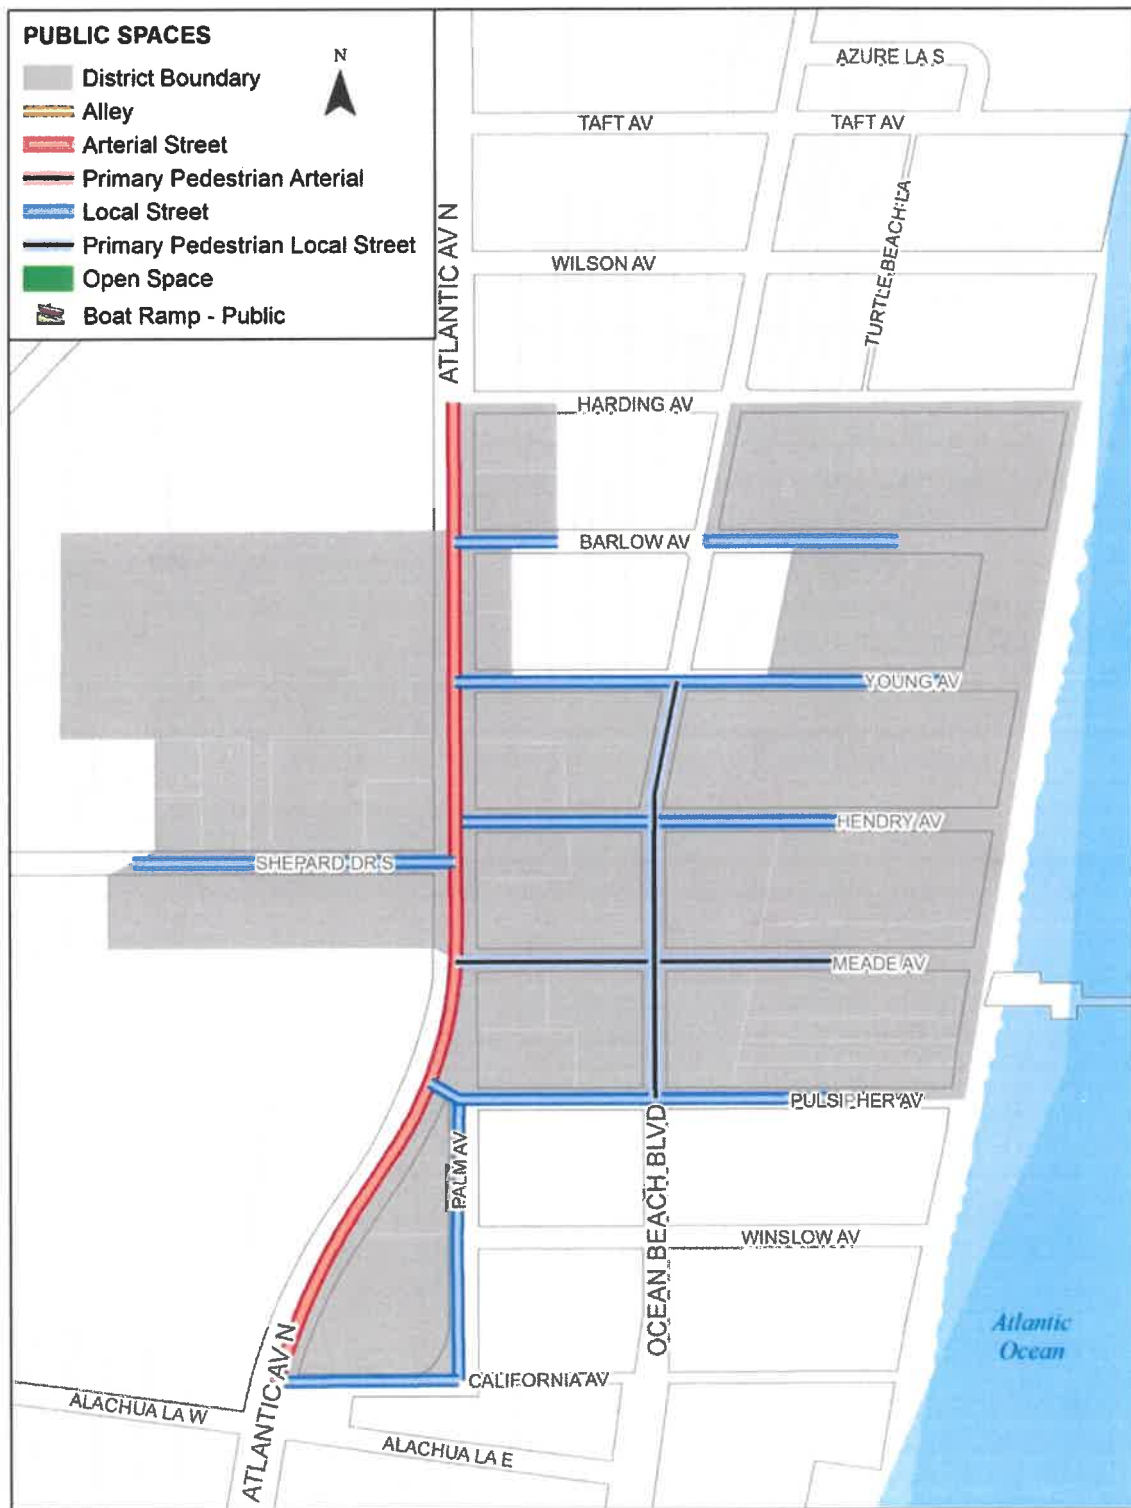 PUBLIC SPACES
N
District Boundary
Alley
Arterial Street
Primary Pedestrian Arterial
Local Street
Primary Pedestrian Local Street
Open Space
Boat Ramp - Public
AZURE LA S
TAFT AV
TAFT AV
ATLANTIC AV N
TURTLE BEACH LA
WILSON AV
HARDING AV
BARLOW AV
YOUNG AV
HENDRY AV
SHEPARD DR S
MEADE AV
PULSIPHER AV
PALM AV
OCEAN BEACH BLVD
WINSLOW AV
Atlantic
Ocean
ATLANTIC AV N
CALIFORNIA AV
ALACHUA LA W
ALACHUA LA E